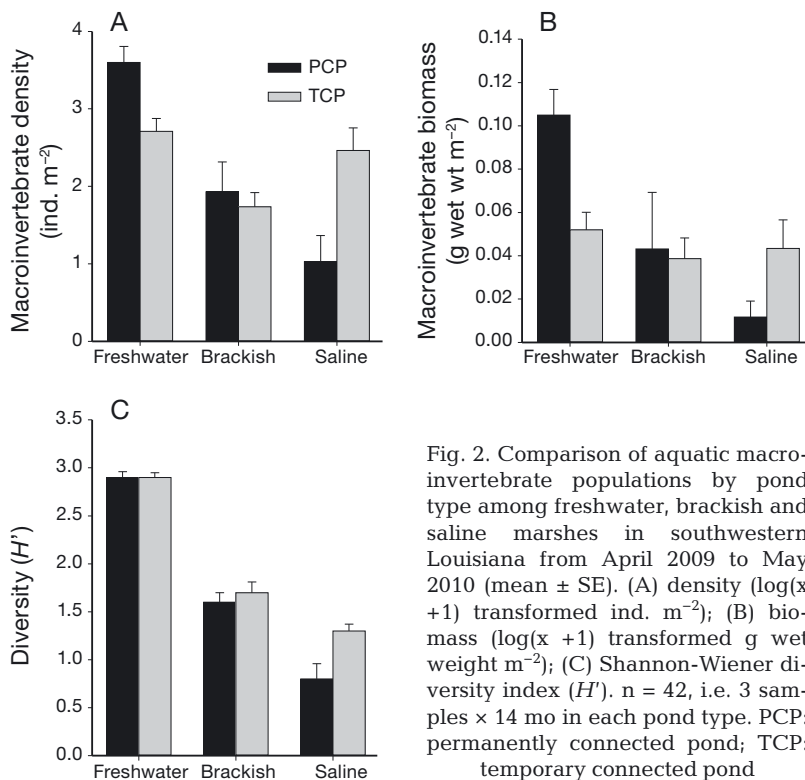 A
Macroinvertebrate density
(ind. m⁻²)
4
3
2
1
0
PCP
TCP
Freshwater Brackish Saline
B
Macroinvertebrate biomass
(g wet wt m⁻²)
0.14
0.12
0.10
0.08
0.06
0.04
0.02
0.00
Freshwater Brackish Saline
C
Diversity (H')
3.5
3.0
2.5
2.0
1.5
1.0
0.5
0.0
Freshwater Brackish Saline
Fig. 2. Comparison of aquatic macro-
invertebrate populations by pond
type among freshwater, brackish and
saline marshes in southwestern
Louisiana from April 2009 to May
2010 (mean ± SE). (A) density (log(x
+1) transformed ind. m⁻²); (B) bio-
mass (log(x +1) transformed g wet
weight m⁻²); (C) Shannon-Wiener di-
versity index (H'). n = 42, i.e. 3 sam-
ples × 14 mo in each pond type. PCP:
permanently connected pond; TCP:
temporary connected pond